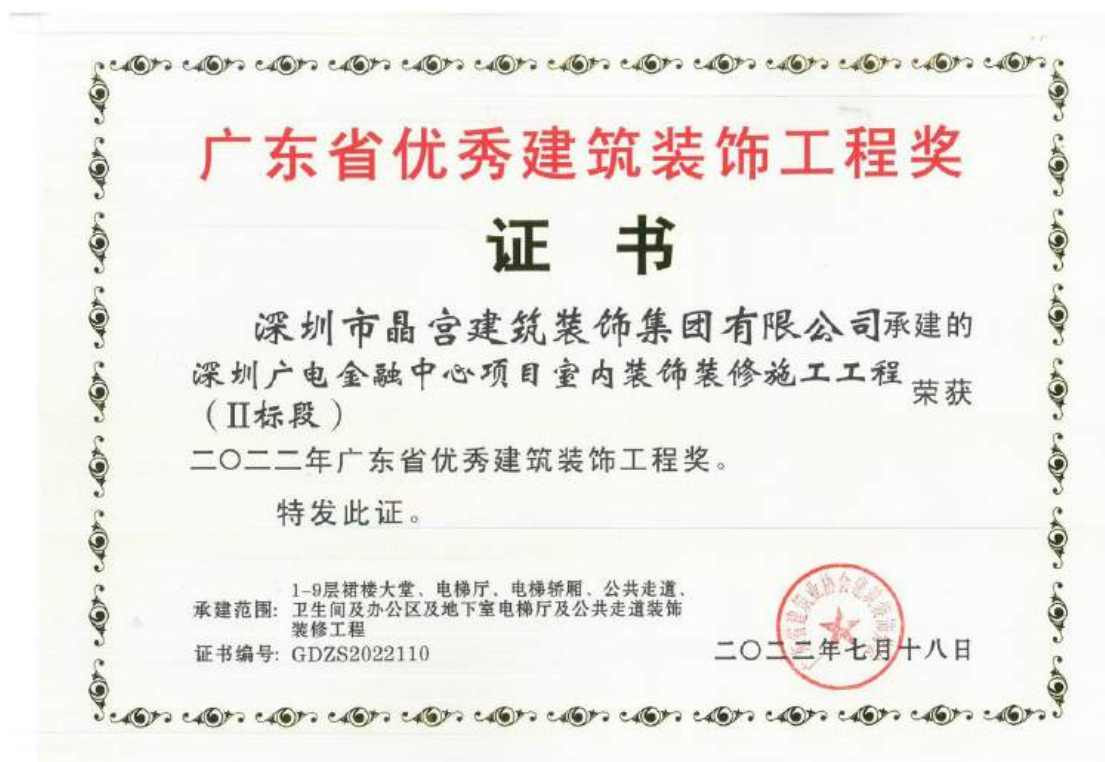 广东省优秀建筑装饰工程奖
证 书
深圳市晶宫建筑装饰集团有限公司承建的
深圳广电金融中心项目室内装饰装修施工工程
(Ⅱ标段)
荣获
二〇二二年广东省优秀建筑装饰工程奖。
特发此证。
承建范围: 1-9层裙楼大堂、电梯厅、电梯轿厢、公共走道、
卫生间及办公区及地下室电梯厅及公共走道装饰
装修工程
证书编号: GDZS2022110
二〇二二年七月十八日